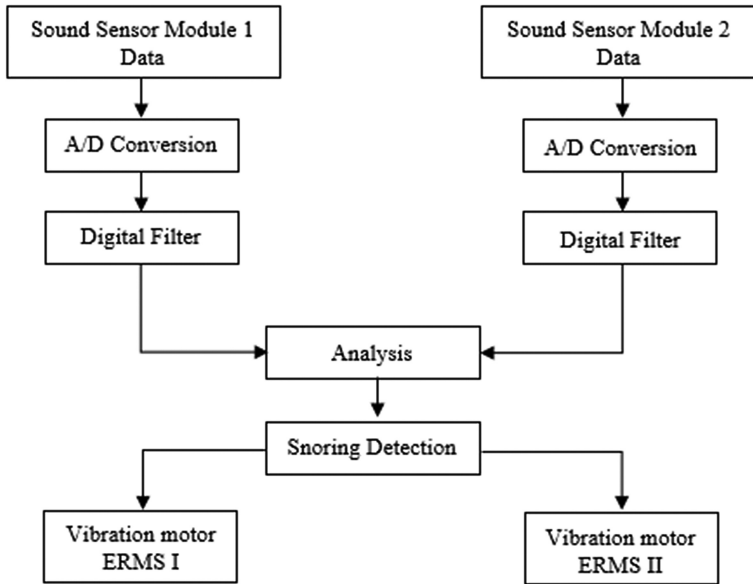 Sound Sensor Module 1
Data
Sound Sensor Module 2
Data
A/D Conversion
A/D Conversion
Digital Filter
Digital Filter
Analysis
Snoring Detection
Vibration motor
ERMS I
Vibration motor
ERMS II